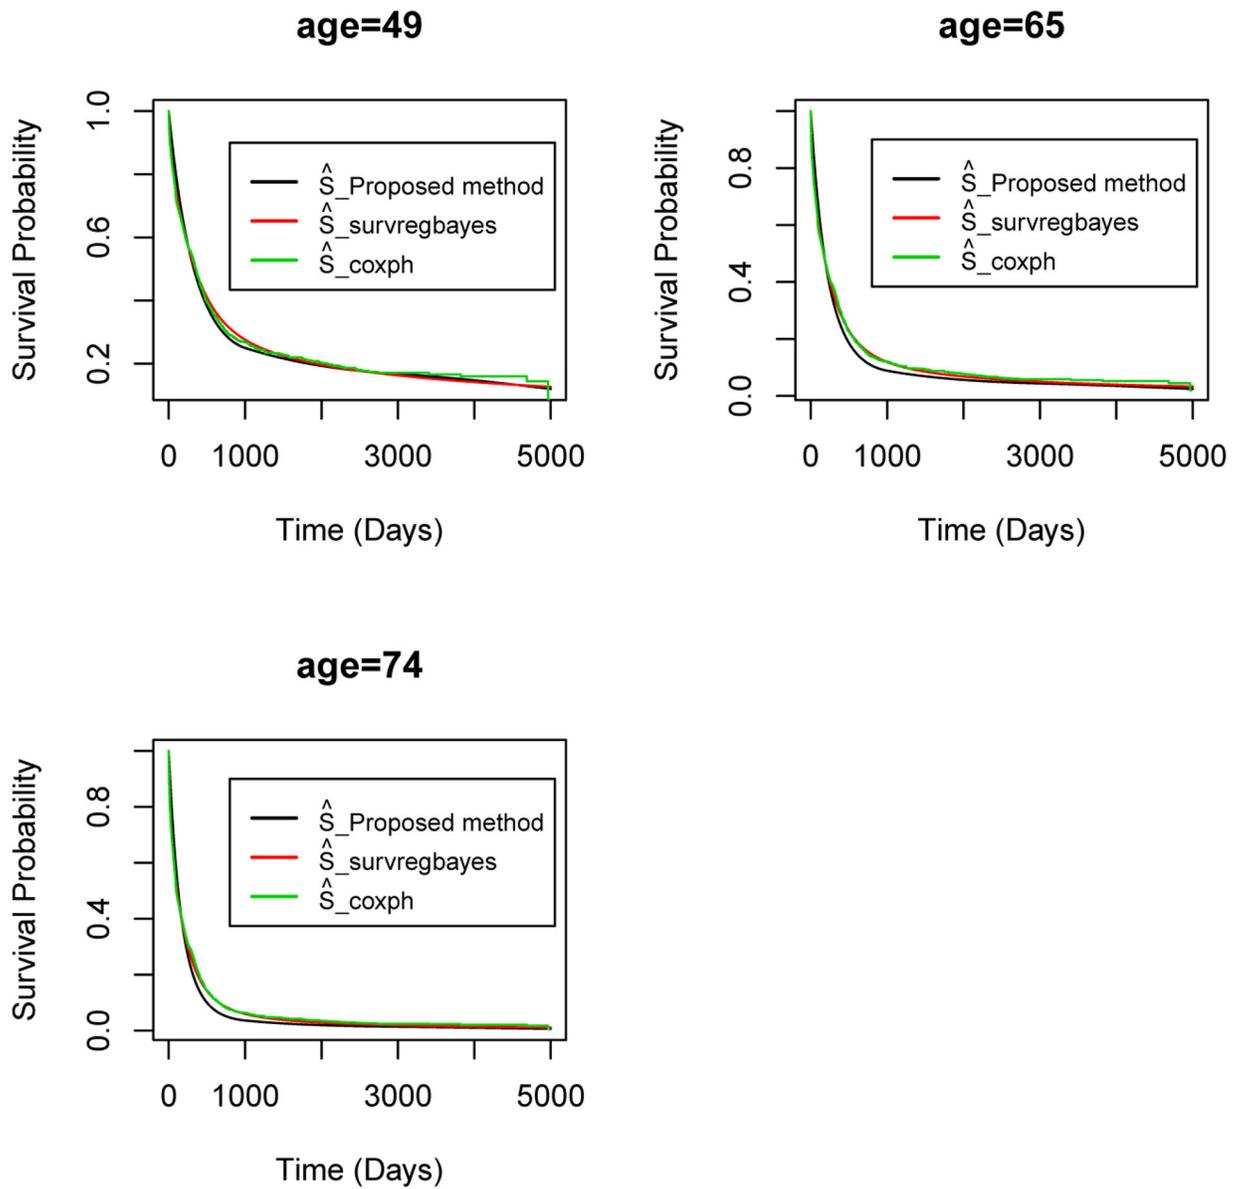 age=49
Survival Probability
1.0
0.6
0.2
Ŝ_Proposed method
Ŝ_survregbayes
Ŝ_coxph
0 1000 3000 5000
Time (Days)
age=65
Survival Probability
0.8
0.4
0.0
Ŝ_Proposed method
Ŝ_survregbayes
Ŝ_coxph
0 1000 3000 5000
Time (Days)
age=74
Survival Probability
0.8
0.4
0.0
Ŝ_Proposed method
Ŝ_survregbayes
Ŝ_coxph
0 1000 3000 5000
Time (Days)